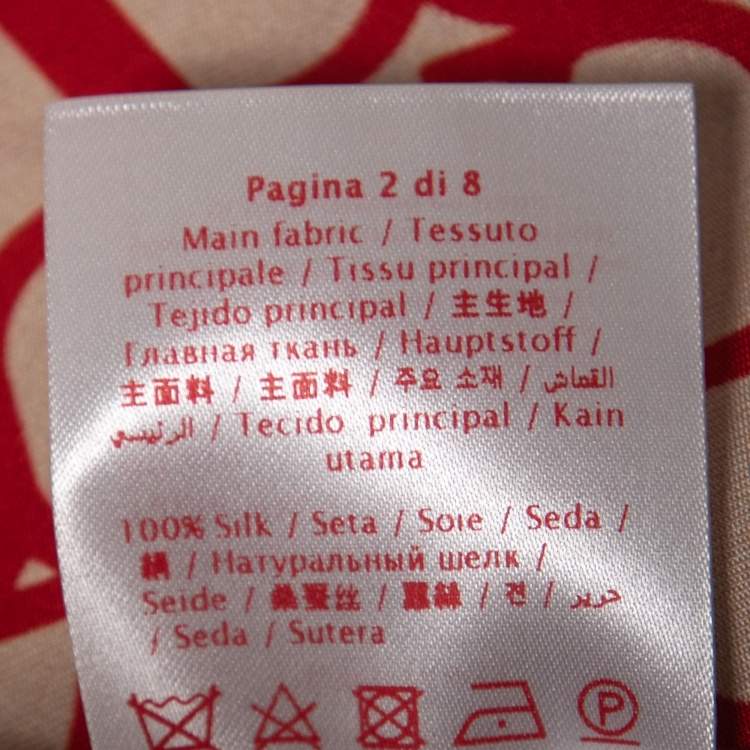 Pagina 2 di 8
Main fabric / Tessuto
principale / Tissu principal /
Tejido principal / 主生地 /
Главная ткань / Hauptstoff /
主面料 / 主面料 / 주요 소재 / القماش
الرئيسي / Tecido principal / Kain
utama
100% Silk / Seta / Soie / Seda /
絹 / Натуральный шелк /
Seide / 桑蚕丝 / 蠶絲 / 견 / حرير
/ Seda / Sutera
P